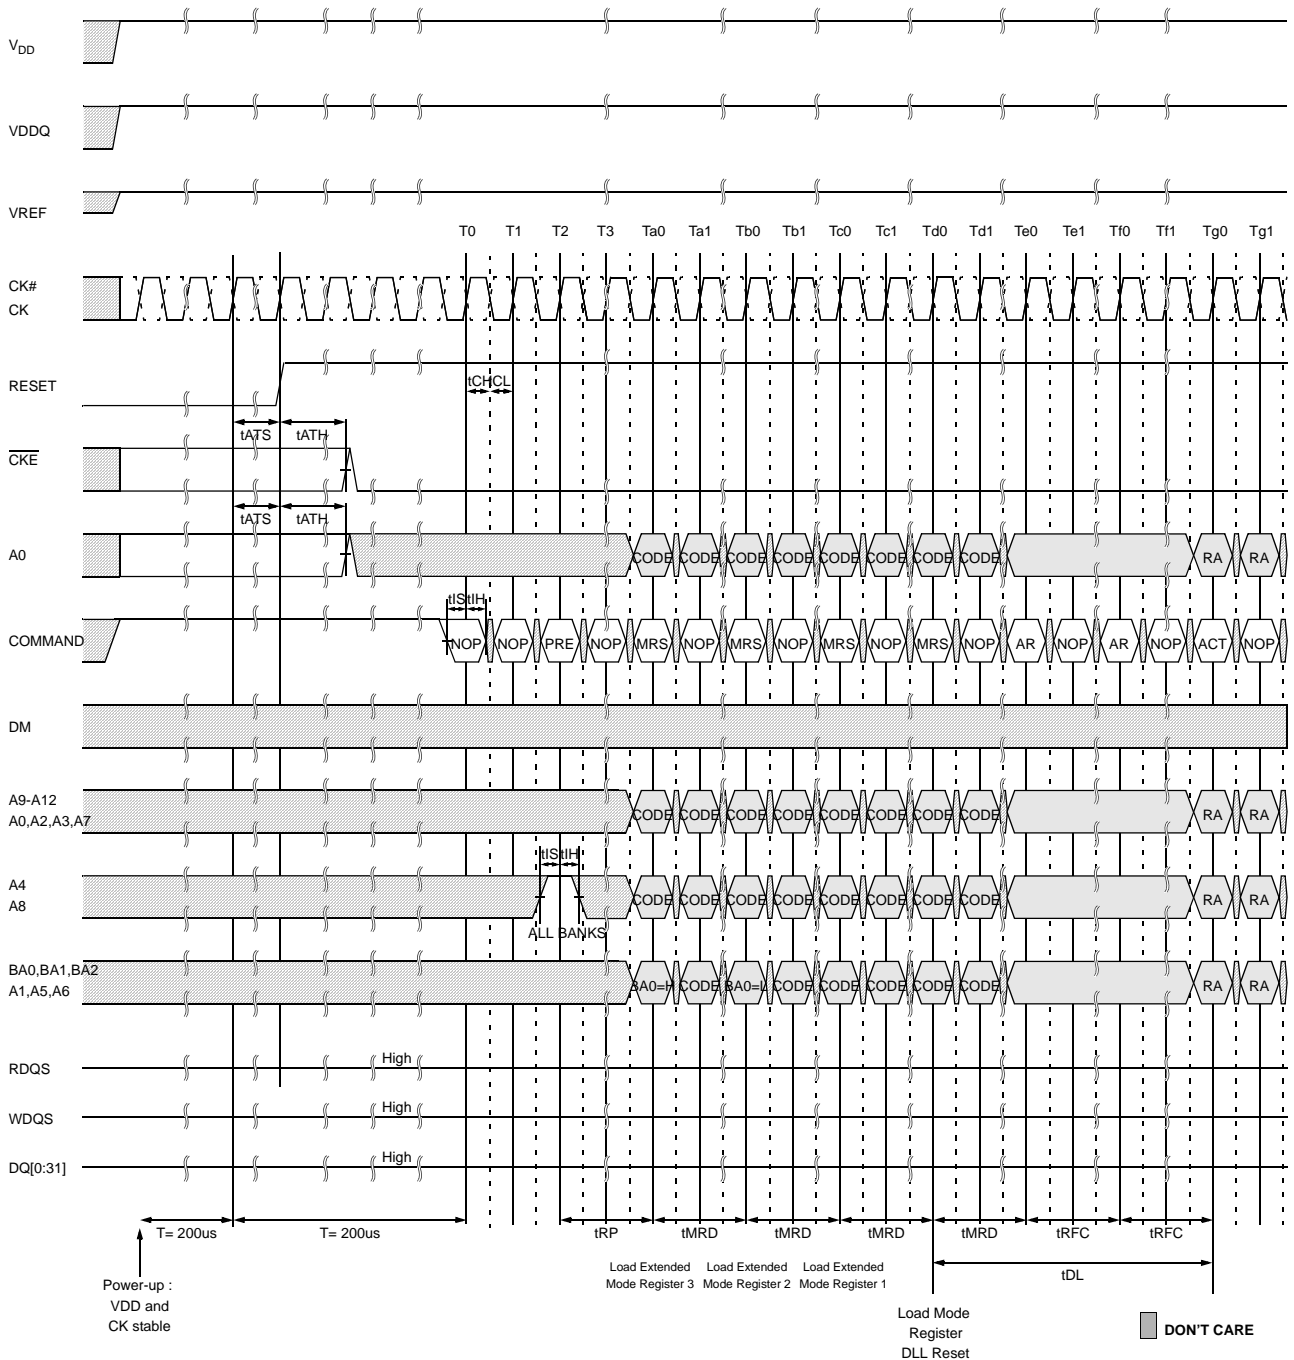 VDD
VDDQ
VREF
T0 T1 T2 T3 Ta0 Ta1 Tb0 Tb1 Tc0 Tc1 Td0 Td1 Te0 Te1 Tf0 Tf1 Tg0 Tg1
CK#
CK
RESET
tCH tCL
tATS tATH
CKE
tATS tATH
A0
CODE CODE CODE CODE CODE CODE CODE CODE RA RA
tIS tIH
COMMAND
NOP NOP PRE NOP MRS NOP MRS NOP MRS NOP MRS NOP AR NOP AR NOP ACT NOP
DM
A9-A12
A0,A2,A3,A7
CODE CODE CODE CODE CODE CODE CODE CODE RA RA
tIS tIH
A4
A8
CODE CODE CODE CODE CODE CODE CODE CODE RA RA
ALL BANKS
BA0,BA1,BA2
A1,A5,A6
BA0=H CODE BA0=L CODE CODE CODE CODE CODE RA RA
RDQS
High
WDQS
High
DQ[0:31]
High
T= 200us T= 200us tRP tMRD tMRD tMRD tMRD tRFC tRFC
Load Extended Mode Register 3
Load Extended Mode Register 2
Load Extended Mode Register 1
tDL
Power-up :
VDD and
CK stable
Load Mode
Register
DLL Reset
DON'T CARE